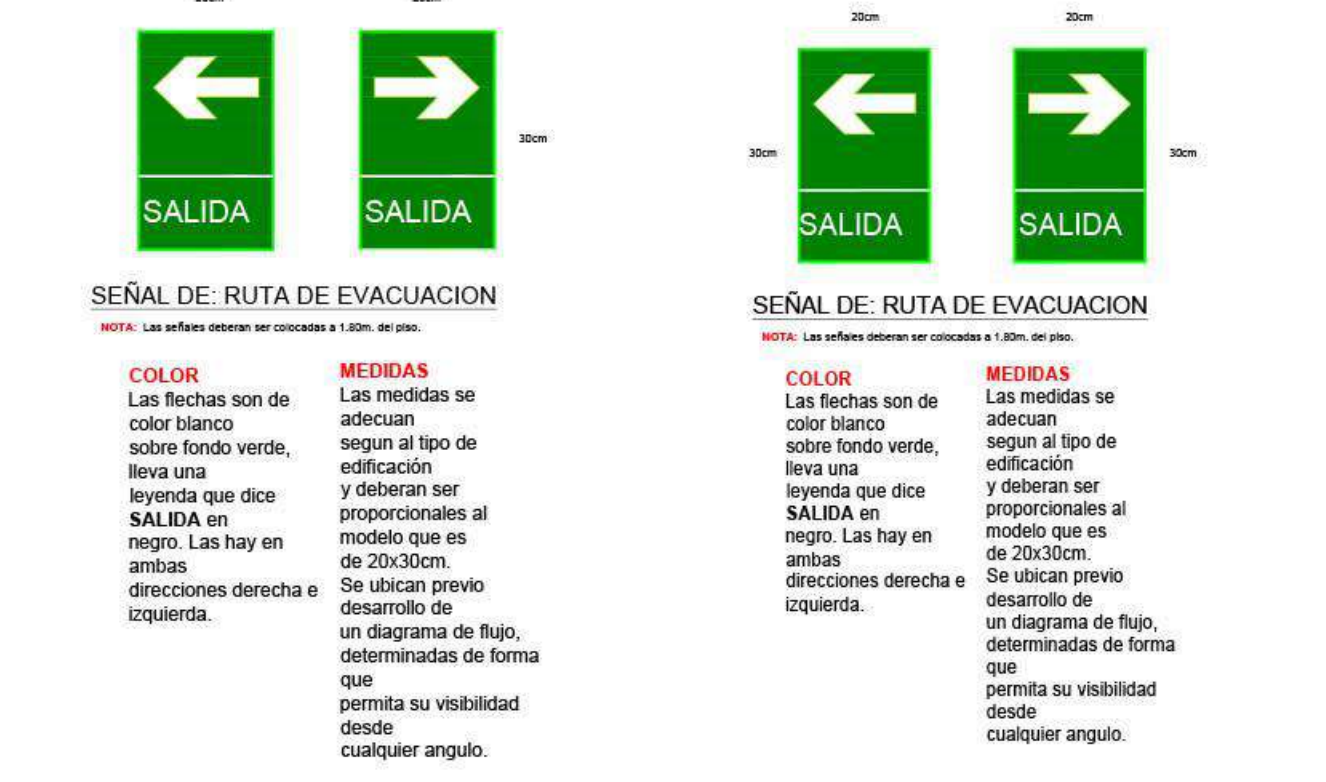 20cm
20cm
30cm
SALIDA
SALIDA
SEÑAL DE: RUTA DE EVACUACION
NOTA: Las señales deberan ser colocadas a 1.80m. del piso.
COLOR
Las flechas son de
color blanco
sobre fondo verde,
lleva una
leyenda que dice
SALIDA en
negro. Las hay en
ambas
direcciones derecha e
izquierda.
MEDIDAS
Las medidas se
adecuan
segun al tipo de
edificación
y deberan ser
proporcionales al
modelo que es
de 20x30cm.
Se ubican previo
desarrollo de
un diagrama de flujo,
determinadas de forma
que
permita su visibilidad
desde
cualquier angulo.
20cm
20cm
30cm
30cm
SALIDA
SALIDA
SEÑAL DE: RUTA DE EVACUACION
NOTA: Las señales deberan ser colocadas a 1.80m. del piso.
COLOR
Las flechas son de
color blanco
sobre fondo verde,
lleva una
leyenda que dice
SALIDA en
negro. Las hay en
ambas
direcciones derecha e
izquierda.
MEDIDAS
Las medidas se
adecuan
segun al tipo de
edificación
y deberan ser
proporcionales al
modelo que es
de 20x30cm.
Se ubican previo
desarrollo de
un diagrama de flujo,
determinadas de forma
que
permita su visibilidad
desde
cualquier angulo.